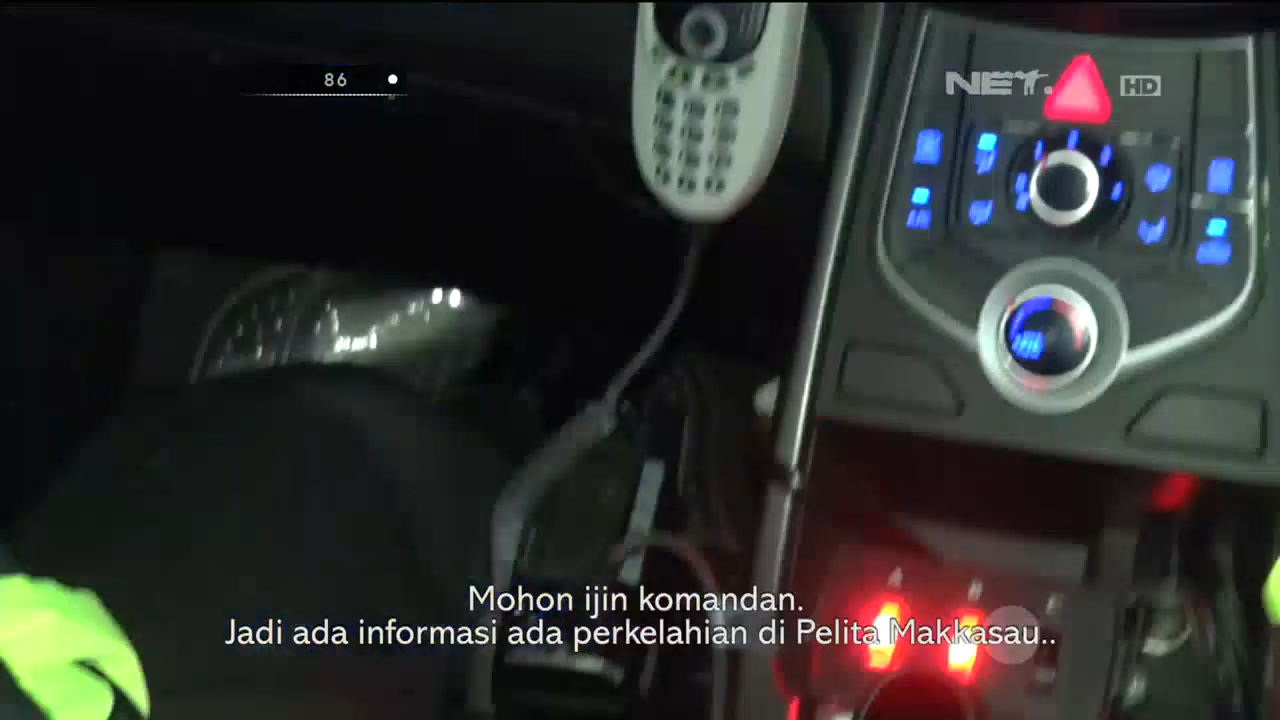 86
NET. HD
Mohon ijin komandan.
Jadi ada informasi ada perkelahian di Pelita Makkasau..
A